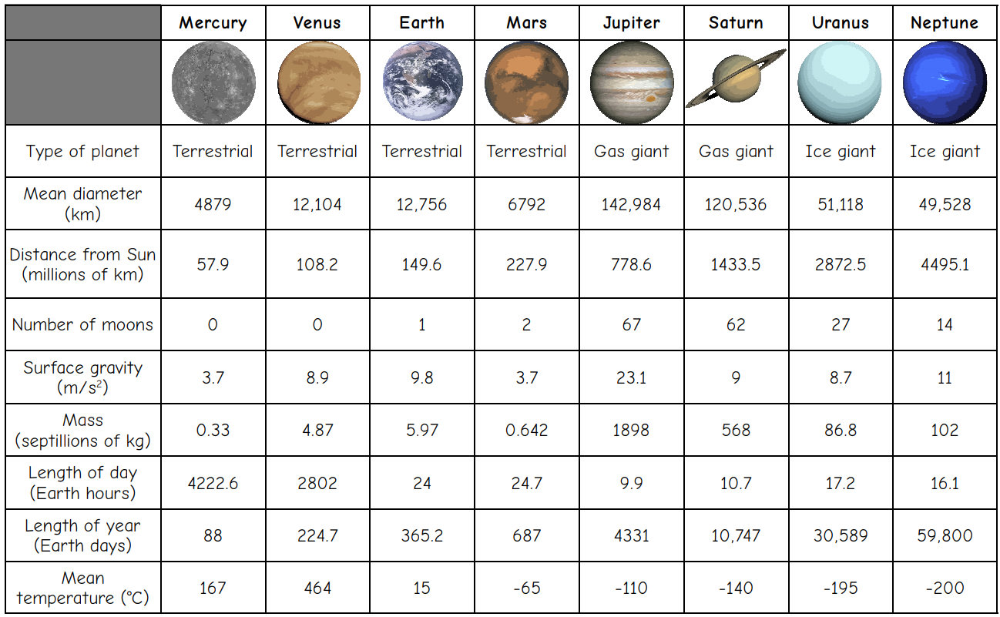 Mercury Venus Earth Mars Jupiter Saturn Uranus Neptune
Type of planet Terrestrial Terrestrial Terrestrial Terrestrial Gas giant Gas giant Ice giant Ice giant
Mean diameter
(km) 4879 12,104 12,756 6792 142,984 120,536 51,118 49,528
Distance from Sun
(millions of km) 57.9 108.2 149.6 227.9 778.6 1433.5 2872.5 4495.1
Number of moons 0 0 1 2 67 62 27 14
Surface gravity
(m/s²) 3.7 8.9 9.8 3.7 23.1 9 8.7 11
Mass
(septillions of kg) 0.33 4.87 5.97 0.642 1898 568 86.8 102
Length of day
(Earth hours) 4222.6 2802 24 24.7 9.9 10.7 17.2 16.1
Length of year
(Earth days) 88 224.7 365.2 687 4331 10,747 30,589 59,800
Mean
temperature (°C) 167 464 15 -65 -110 -140 -195 -200